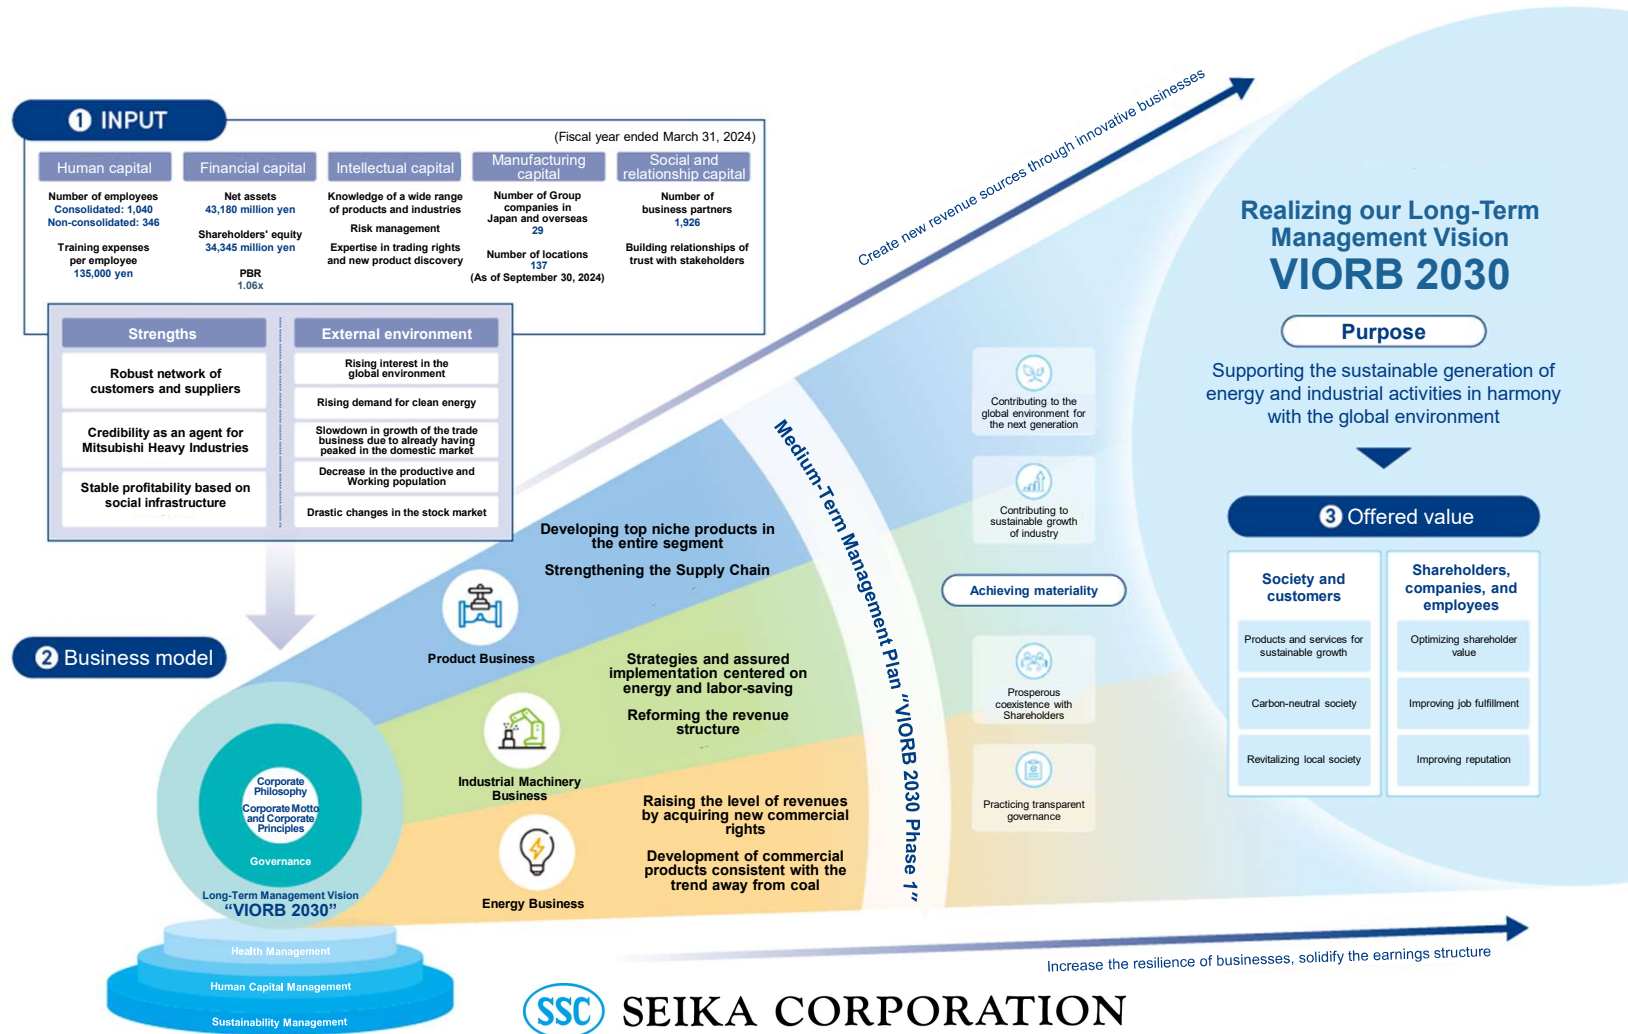 1 INPUT
(Fiscal year ended March 31, 2024)
Human capital
Number of employees
Consolidated: 1,040
Non-consolidated: 346
Training expenses
per employee
135,000 yen
Financial capital
Net assets
43,180 million yen
Shareholders' equity
34,345 million yen
PBR
1.06x
Intellectual capital
Knowledge of a wide range
of products and industries
Risk management
Expertise in trading rights
and new product discovery
Manufacturing
capital
Number of Group
companies in
Japan and overseas
29
Number of locations
137
(As of September 30, 2024)
Social and
relationship capital
Number of
business partners
1,926
Building relationships of
trust with stakeholders
Strengths
Robust network of
customers and suppliers
Credibility as an agent for
Mitsubishi Heavy Industries
Stable profitability based on
social infrastructure
External environment
Rising interest in the
global environment
Rising demand for clean energy
Slowdown in growth of the trade
business due to already having
peaked in the domestic market
Decrease in the productive and
Working population
Drastic changes in the stock market
2 Business model
Corporate
Philosophy
Corporate Motto
and Corporate
Principles
Governance
Long-Term Management Vision
“VIORB 2030”
Health Management
Human Capital Management
Sustainability Management
Product Business
Developing top niche products in
the entire segment
Strengthening the Supply Chain
Industrial Machinery
Business
Strategies and assured
implementation centered on
energy and labor-saving
Reforming the revenue
structure
Energy Business
Raising the level of revenues
by acquiring new commercial
rights
Development of commercial
products consistent with the
trend away from coal
Medium-Term Management Plan “VIORB 2030 Phase 1”
Create new revenue sources through innovative businesses
Increase the resilience of businesses, solidify the earnings structure
Contributing to the
global environment for
the next generation
Contributing to
sustainable growth
of industry
Achieving materiality
Prosperous
coexistence with
Shareholders
Practicing transparent
governance
Realizing our Long-Term
Management Vision
VIORB 2030
Purpose
Supporting the sustainable generation of
energy and industrial activities in harmony
with the global environment
3 Offered value
Society and
customers
Products and services for
sustainable growth
Carbon-neutral society
Revitalizing local society
Shareholders,
companies, and
employees
Optimizing shareholder
value
Improving job fulfillment
Improving reputation
SSC SEIKA CORPORATION